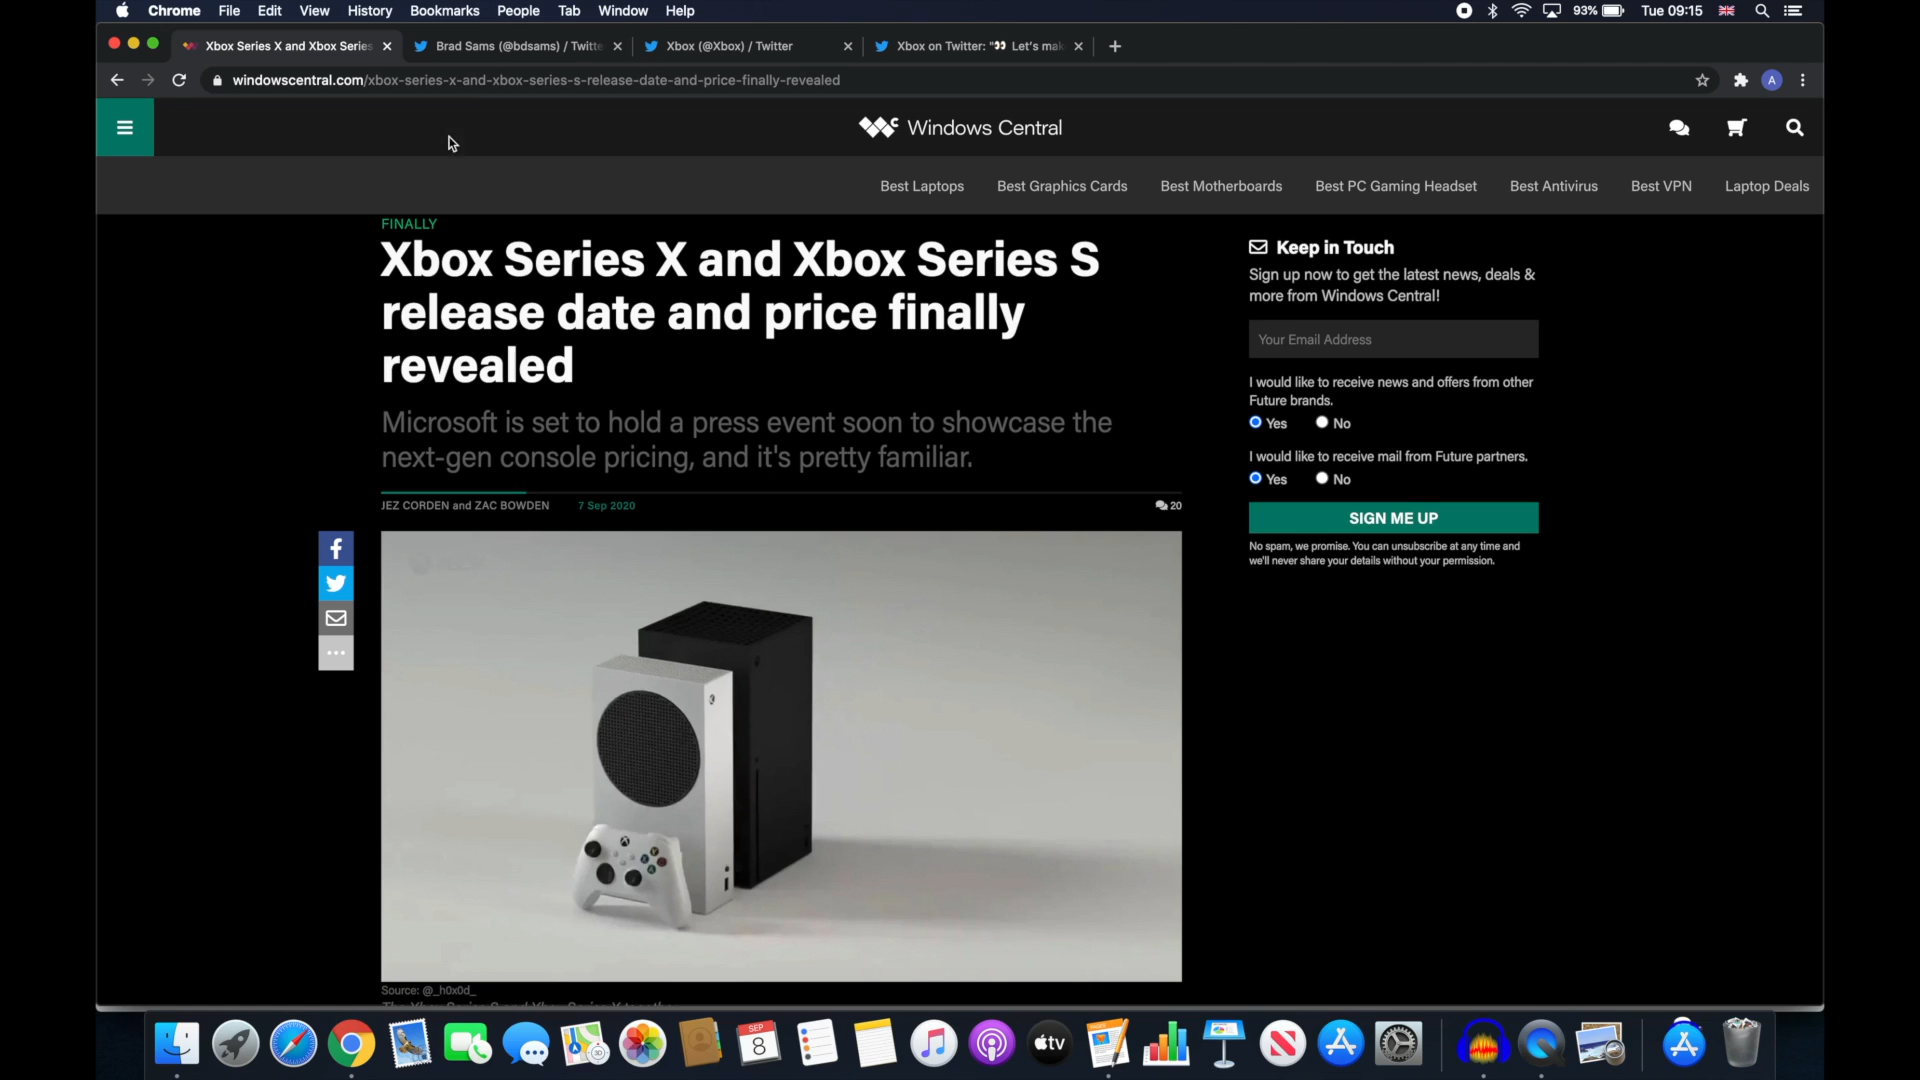 Chrome File Edit View History Bookmarks People Tab Window Help 93% Tue 09:15
Xbox Series X and Xbox Series Brad Sams (@bdsams) / Twitte Xbox (@Xbox) / Twitter Xbox on Twitter: "👀 Let's mak
windowscentral.com/xbox-series-x-and-xbox-series-s-release-date-and-price-finally-revealed A
Windows Central
Best Laptops Best Graphics Cards Best Motherboards Best PC Gaming Headset Best Antivirus Best VPN Laptop Deals
FINALLY
Xbox Series X and Xbox Series S
release date and price finally
revealed
Microsoft is set to hold a press event soon to showcase the
next-gen console pricing, and it's pretty familiar.
JEZ CORDEN and ZAC BOWDEN 7 Sep 2020 20
Source: @_h0x0d_
Keep in Touch
Sign up now to get the latest news, deals &
more from Windows Central!
Your Email Address
I would like to receive news and offers from other
Future brands.
Yes No
I would like to receive mail from Future partners.
Yes No
SIGN ME UP
No spam, we promise. You can unsubscribe at any time and
we'll never share your details without your permission.
SEP
8
tv